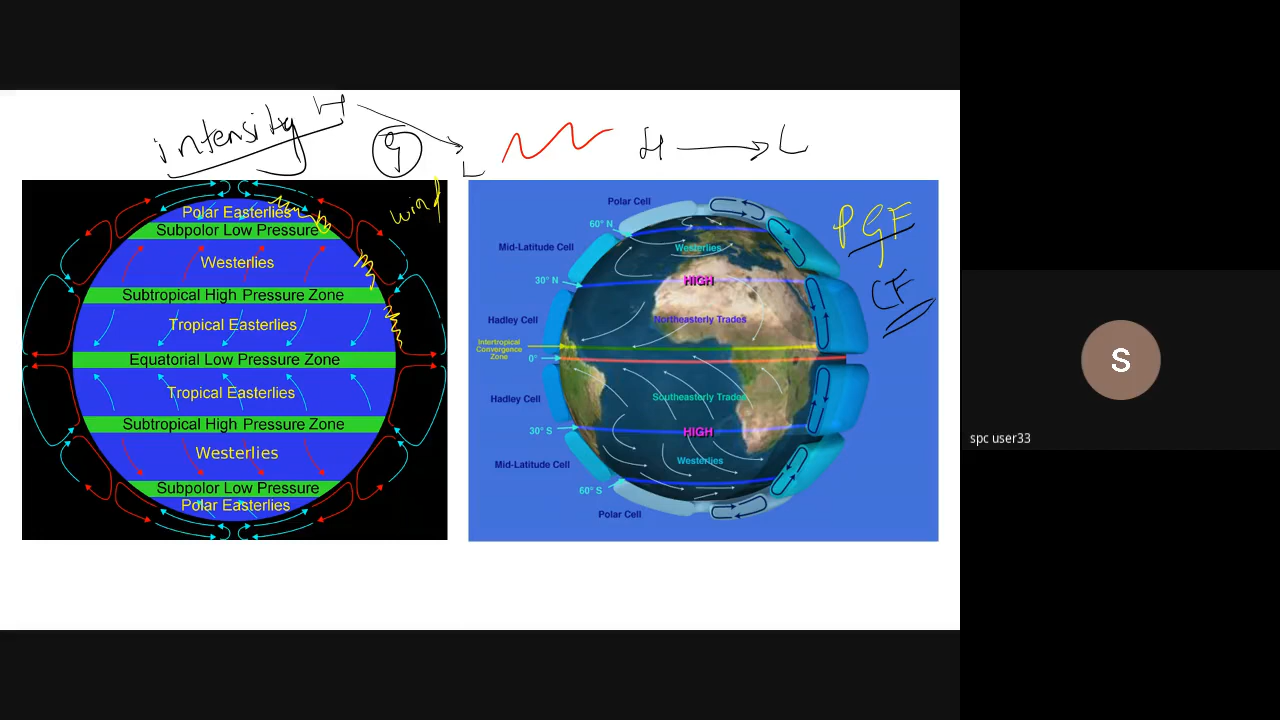 intensity H
g
L
H → L
Polar Easterlies
Subpolor Low Pressure
Westerlies
Subtropical High Pressure Zone
Tropical Easterlies
Equatorial Low Pressure Zone
Tropical Easterlies
Subtropical High Pressure Zone
Westerlies
Subpolor Low Pressure
Polar Easterlies
Polar Cell
60° N
Mid-Latitude Cell
Westerlies
30° N
HIGH
Hadley Cell
Northeasterly Trades
Intertropical
Convergence
Zone
0°
Hadley Cell
Southeasterly Trades
30° S
HIGH
Mid-Latitude Cell
Westerlies
60° S
Polar Cell
PGF
CF
S
spc user33